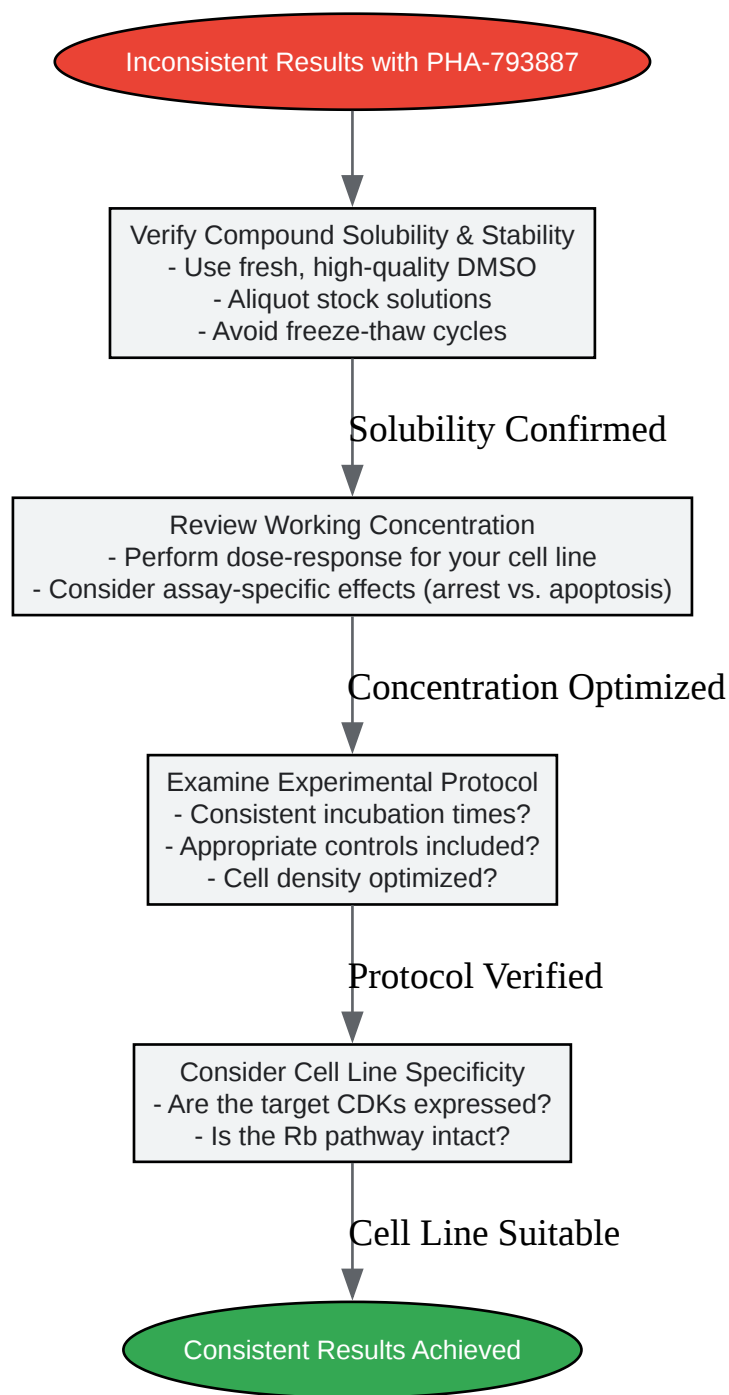 Inconsistent Results with PHA-793887
Verify Compound Solubility & Stability
- Use fresh, high-quality DMSO
- Aliquot stock solutions
- Avoid freeze-thaw cycles
Solubility Confirmed
Review Working Concentration
- Perform dose-response for your cell line
- Consider assay-specific effects (arrest vs. apoptosis)
Concentration Optimized
Examine Experimental Protocol
- Consistent incubation times?
- Appropriate controls included?
- Cell density optimized?
Protocol Verified
Consider Cell Line Specificity
- Are the target CDKs expressed?
- Is the Rb pathway intact?
Cell Line Suitable
Consistent Results Achieved